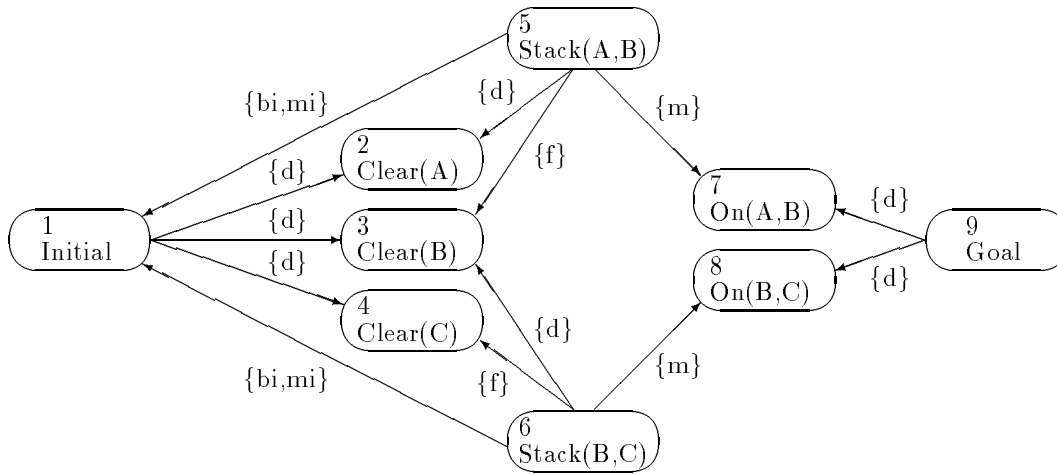 5
Stack(A,B)
{bi,mi}
{d}
{m}
2
Clear(A)
{f}
{d}
7
On(A,B)
{d}
1
Initial
{d}
3
Clear(B)
9
Goal
{d}
8
On(B,C)
{d}
4
Clear(C)
{d}
{bi,mi}
{f}
{m}
6
Stack(B,C)